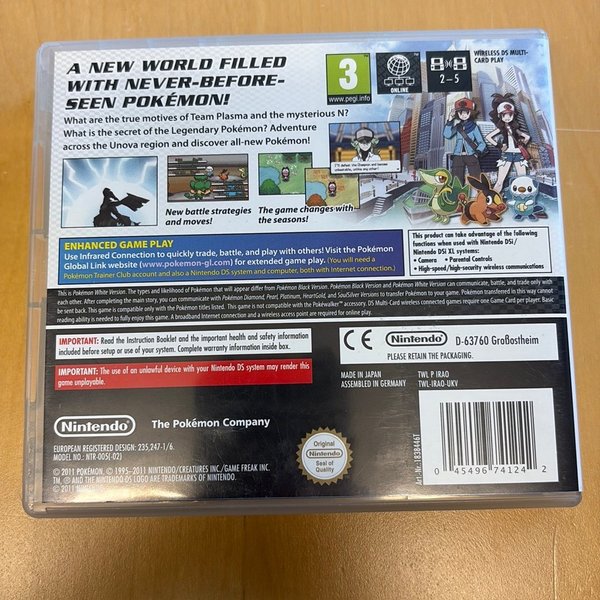 A NEW WORLD FILLED
WITH NEVER-BEFORE-
SEEN POKÉMON!
3
www.pegi.info
ONLINE
2–5
WIRELESS DS MULTI-
CARD PLAY
What are the true motives of Team Plasma and the mysterious N?
What is the secret of the Legendary Pokémon? Adventure
across the Unova region and discover all-new Pokémon!
I'll defeat the Champion and become
unbeatable, unlike any other!
New battle strategies
and moves!
The game changes with
the seasons!
ENHANCED GAME PLAY
Use Infrared Connection to quickly trade, battle, and play with others! Visit the Pokémon
Global Link website (www.pokemon-gl.com) for extended game play. (You will need a
Pokémon Trainer Club account and also a Nintendo DS system and computer, both with Internet connection.)
This product can take advantage of the following
functions when used with Nintendo DSi/
Nintendo DSi XL systems:
• Camera • Parental Controls
• High-speed/high-security wireless communications
This is Pokémon White Version. The types and likelihood of Pokémon that will appear differ from Pokémon Black Version. Pokémon Black Version and Pokémon White Version can communicate, battle, and trade only with
each other. After completing the main story, you can communicate with Pokémon Diamond, Pearl, Platinum, HeartGold, and SoulSilver Versions to transfer Pokémon to your game. Pokémon transferred in this way cannot
be sent back. This game is compatible only with the Pokémon titles listed. This game is not compatible with the Pokéwalker™ accessory. DS Multi-Card wireless connected games require one Game Card per player. Basic
reading ability is needed to fully enjoy this game. A broadband Internet connection and a wireless access point are required for online play.
IMPORTANT: Read the Instruction Booklet and the important health and safety information
included before setup or use of your system. Complete warranty information inside box.
IMPORTANT: The use of an unlawful device with your Nintendo DS system may render this
game unplayable.
CE Nintendo D-63760 Großostheim
PLEASE RETAIN THE PACKAGING.
MADE IN JAPAN
ASSEMBLED IN GERMANY
TWL P IRAO
TWL-IRAO-UKV
Nintendo
The Pokémon Company
EUROPEAN REGISTERED DESIGN: 235,247-1/6.
MODEL NO.: NTR-005(-02)
© 2011 POKÉMON. © 1995–2011 NINTENDO/CREATURES INC./GAME FREAK INC.
TM, ® AND THE NINTENDO DS LOGO ARE TRADEMARKS OF NINTENDO.
© 2011 NINTENDO.
Original
Nintendo
Seal of
Quality
Art.-Nr. 1838446T
0 45496 74124 2